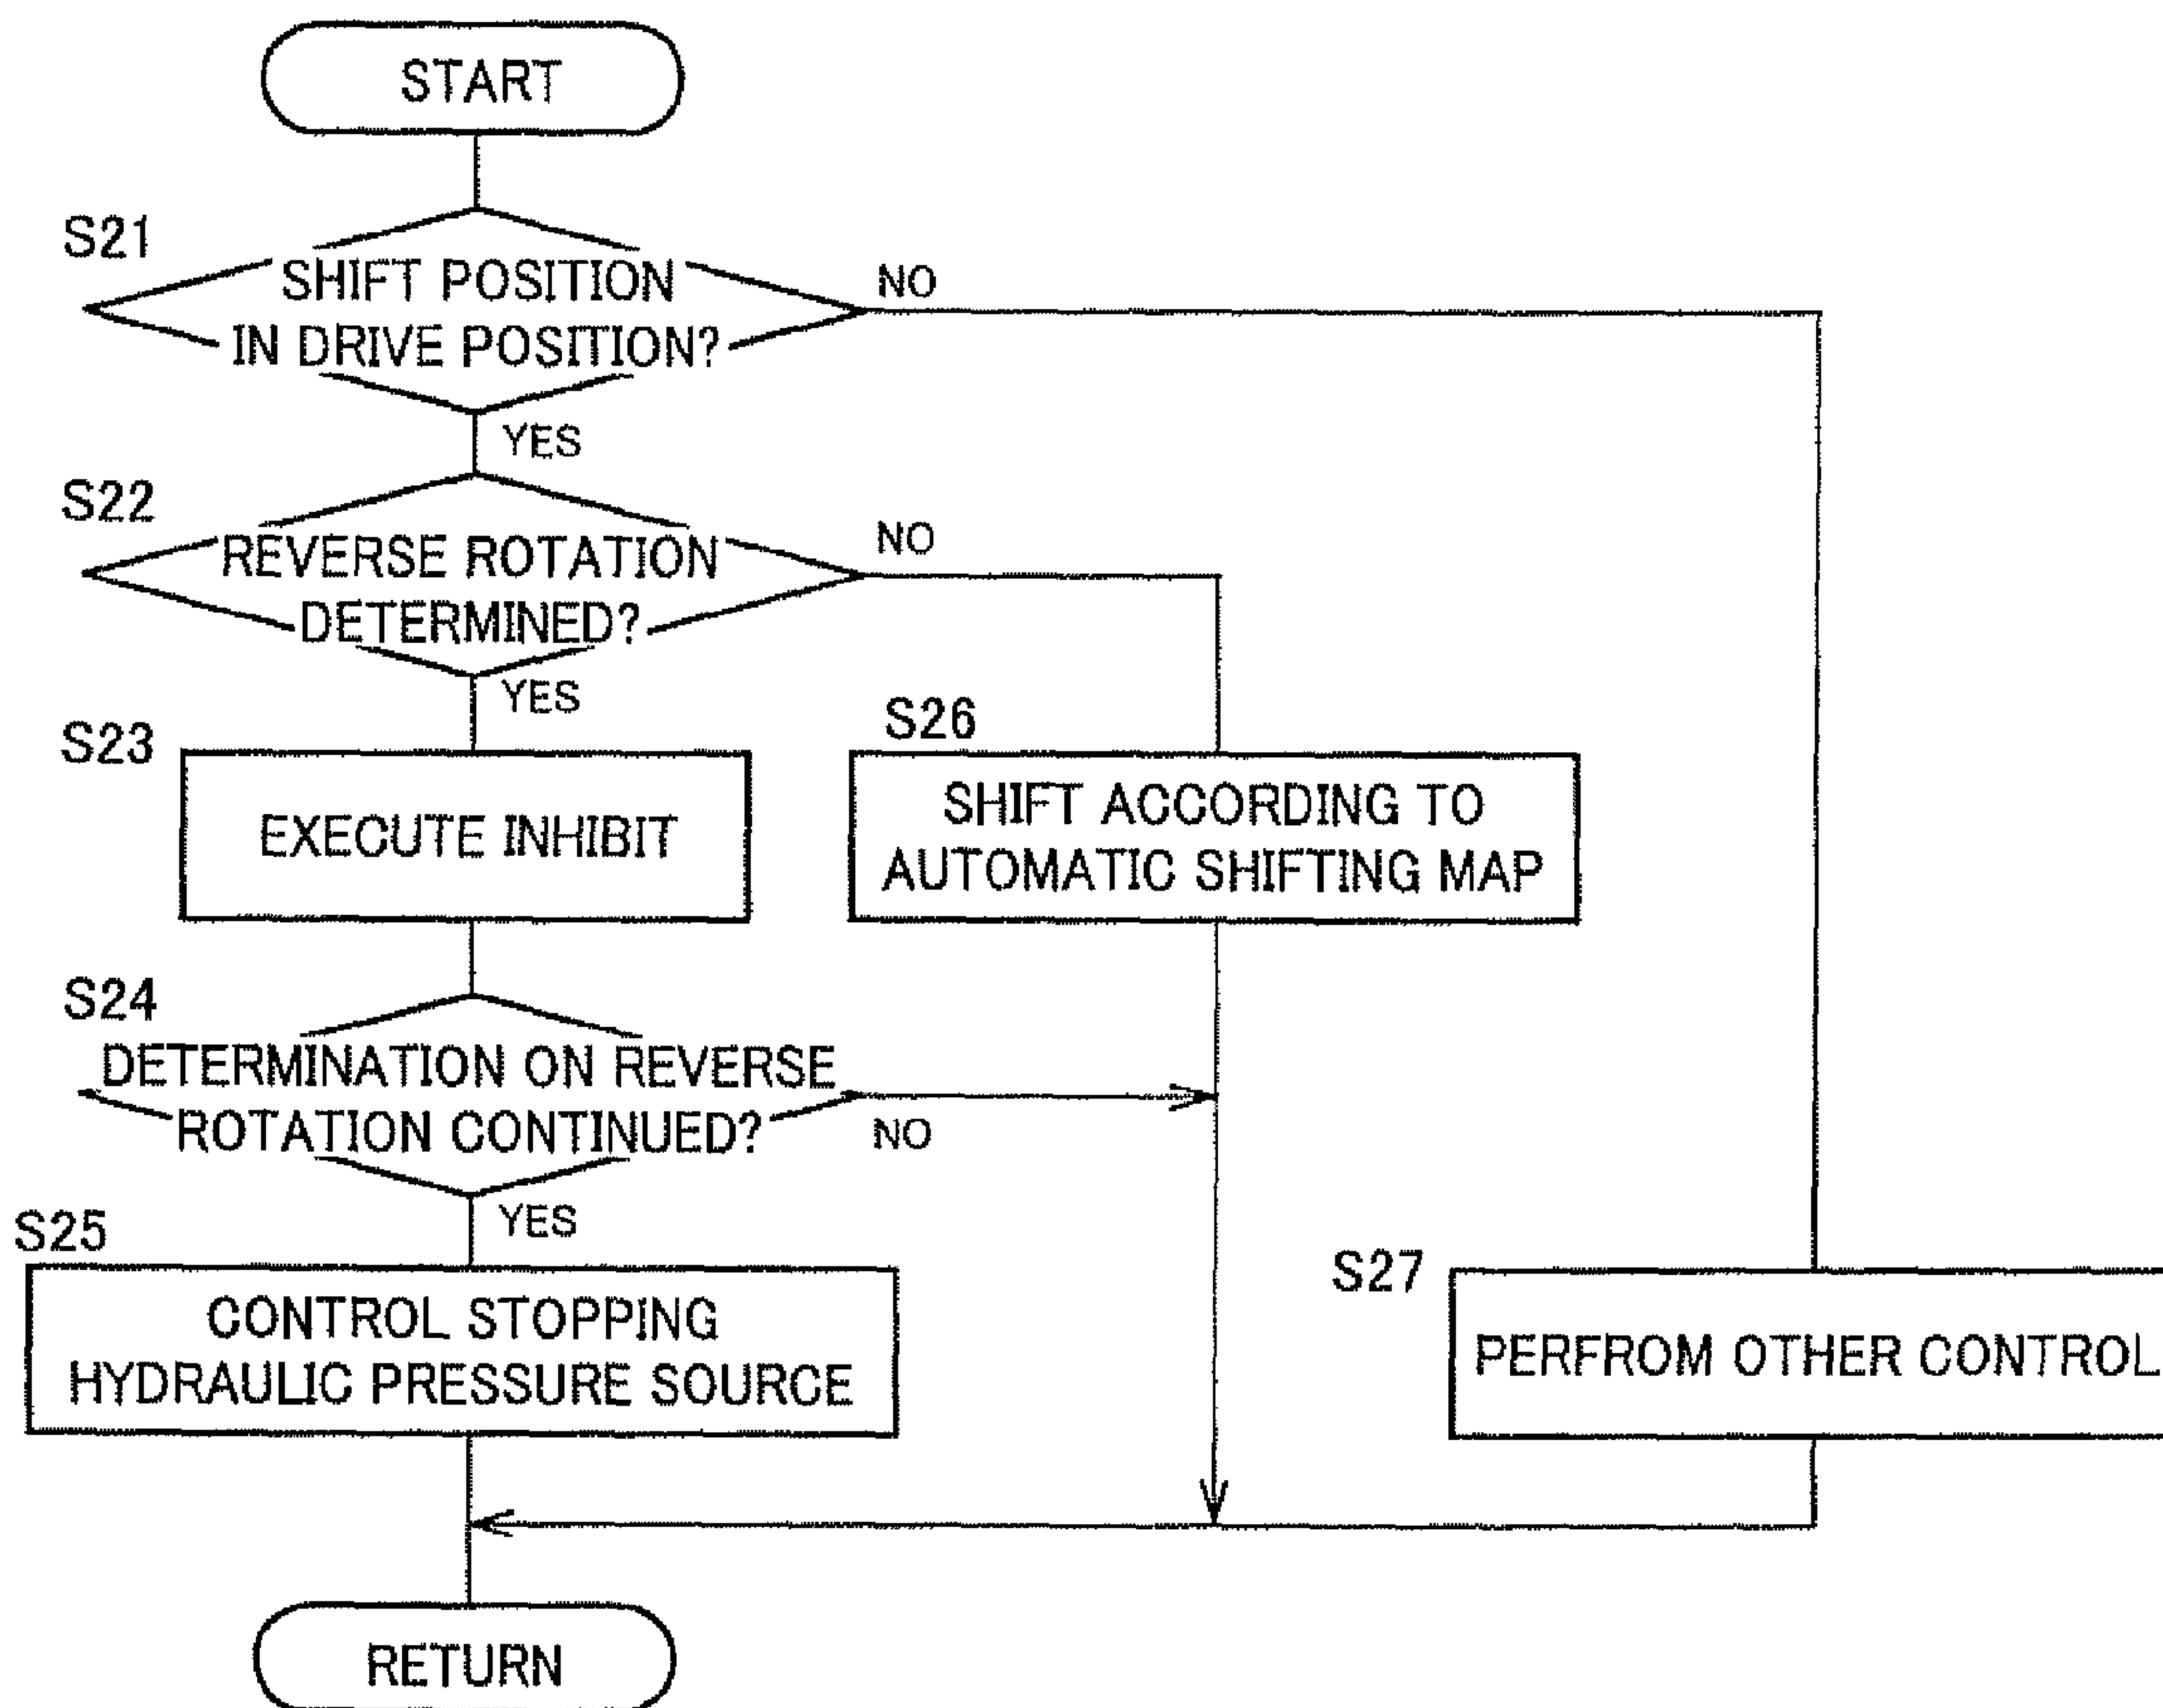 START
S21
SHIFT POSITION
IN DRIVE POSITION?
NO
YES
S22
REVERSE ROTATION
DETERMINED?
NO
YES
S23
EXECUTE INHIBIT
S26
SHIFT ACCORDING TO
AUTOMATIC SHIFTING MAP
S24
DETERMINATION ON REVERSE
ROTATION CONTINUED?
NO
YES
S25
CONTROL STOPPING
HYDRAULIC PRESSURE SOURCE
S27
PERFROM OTHER CONTROL
RETURN